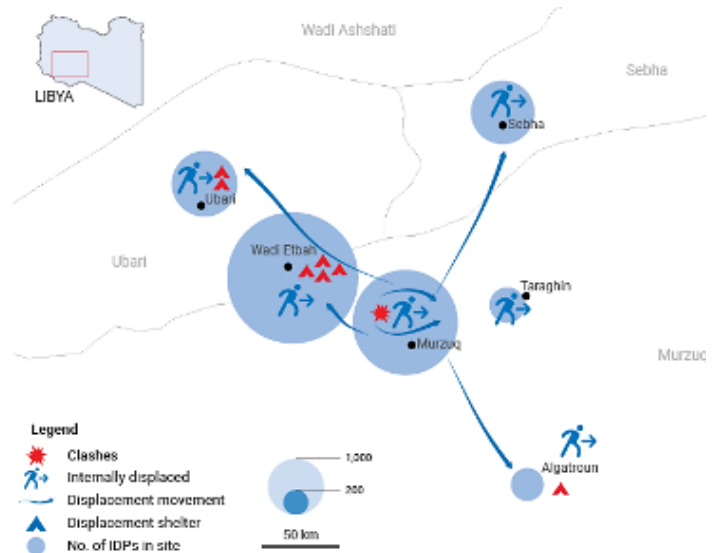 Wadi Ashshati
Sebha
LIBYA
Sebha
Ubari
Wadi Etbah
Ubari
Taraghin
Murzuq
Murzuq
Legend
Clashes
Internally displaced
Displacement movement
Displacement shelter
No. of IDPs in site
1,000
200
50 km
Algatroun